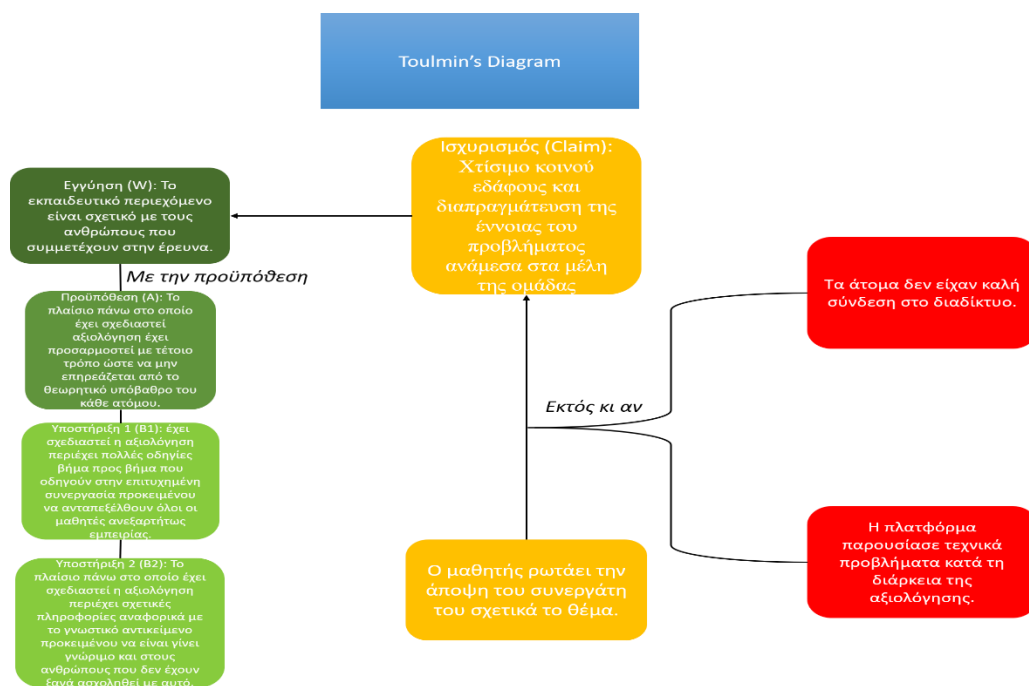 Toulmin's Diagram
Ισχυρισμός (Claim):
Χτίσιμο κοινού
εδάφους και
διαπραγμάτευση της
έννοιας του
προβλήματος
ανάμεσα στα μέλη
της ομάδας
Εγγύηση (W): Το
εκπαιδευτικό περιεχόμενο
είναι σχετικό με τους
ανθρώπους που
συμμετέχουν στην έρευνα.
Με την προϋπόθεση
Προϋπόθεση (Α): Το
πλαίσιο πάνω στο οποίο
έχει σχεδιαστεί
αξιολόγηση έχει
προσαρμοστεί με τέτοιο
τρόπο ώστε να μην
επηρεάζεται από το
θεωρητικό υπόβαθρο του
κάθε ατόμου.
Υποστήριξη 1 (B1): έχει
σχεδιαστεί η αξιολόγηση
περιέχει πολλές οδηγίες
βήμα προς βήμα που
οδηγούν στην επιτυχημένη
συνεργασία προκειμένου
να ανταπεξέλθουν όλοι οι
μαθητές ανεξαρτήτως
εμπειρίας.
Υποστήριξη 2 (B2): Το
πλαίσιο πάνω στο οποίο έχει
σχεδιαστεί η αξιολόγηση
περιέχει σχετικές
πληροφορίες αναφορικά με
το γνωστικό αντικείμενο
προκειμένου να είναι γίνει
γνώριμο και στους
ανθρώπους που δεν έχουν
ξανά ασχοληθεί με αυτό.
Εκτός κι αν
Ο μαθητής ρωτάει την
άποψη του συνεργάτη
του σχετικά το θέμα.
Τα άτομα δεν είχαν καλή
σύνδεση στο διαδίκτυο.
Η πλατφόρμα
παρουσίασε τεχνικά
προβλήματα κατά τη
διάρκεια της
αξιολόγησης.